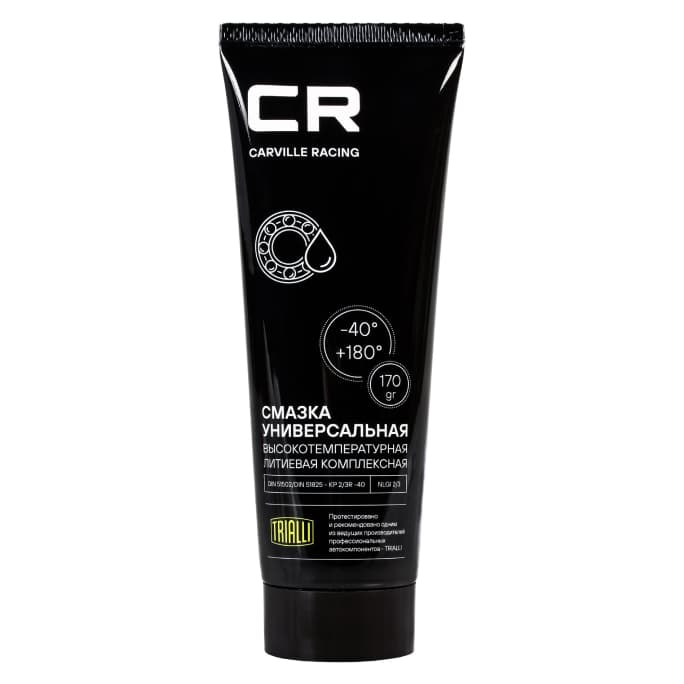 CR
CARVILLE RACING
-40°
+180°
170
gr
СМАЗКА
УНИВЕРСАЛЬНАЯ
ВЫСОКОТЕМПЕРАТУРНАЯ
ЛИТИЕВАЯ КОМПЛЕКСНАЯ
DIN 51502/DIN 51825 - KP 2/3R -40 NLGI 2/3
TRIALLI
Протестировано
и рекомендовано одним
из ведущих производителей
профессиональных
автокомпонентов - TRIALLI